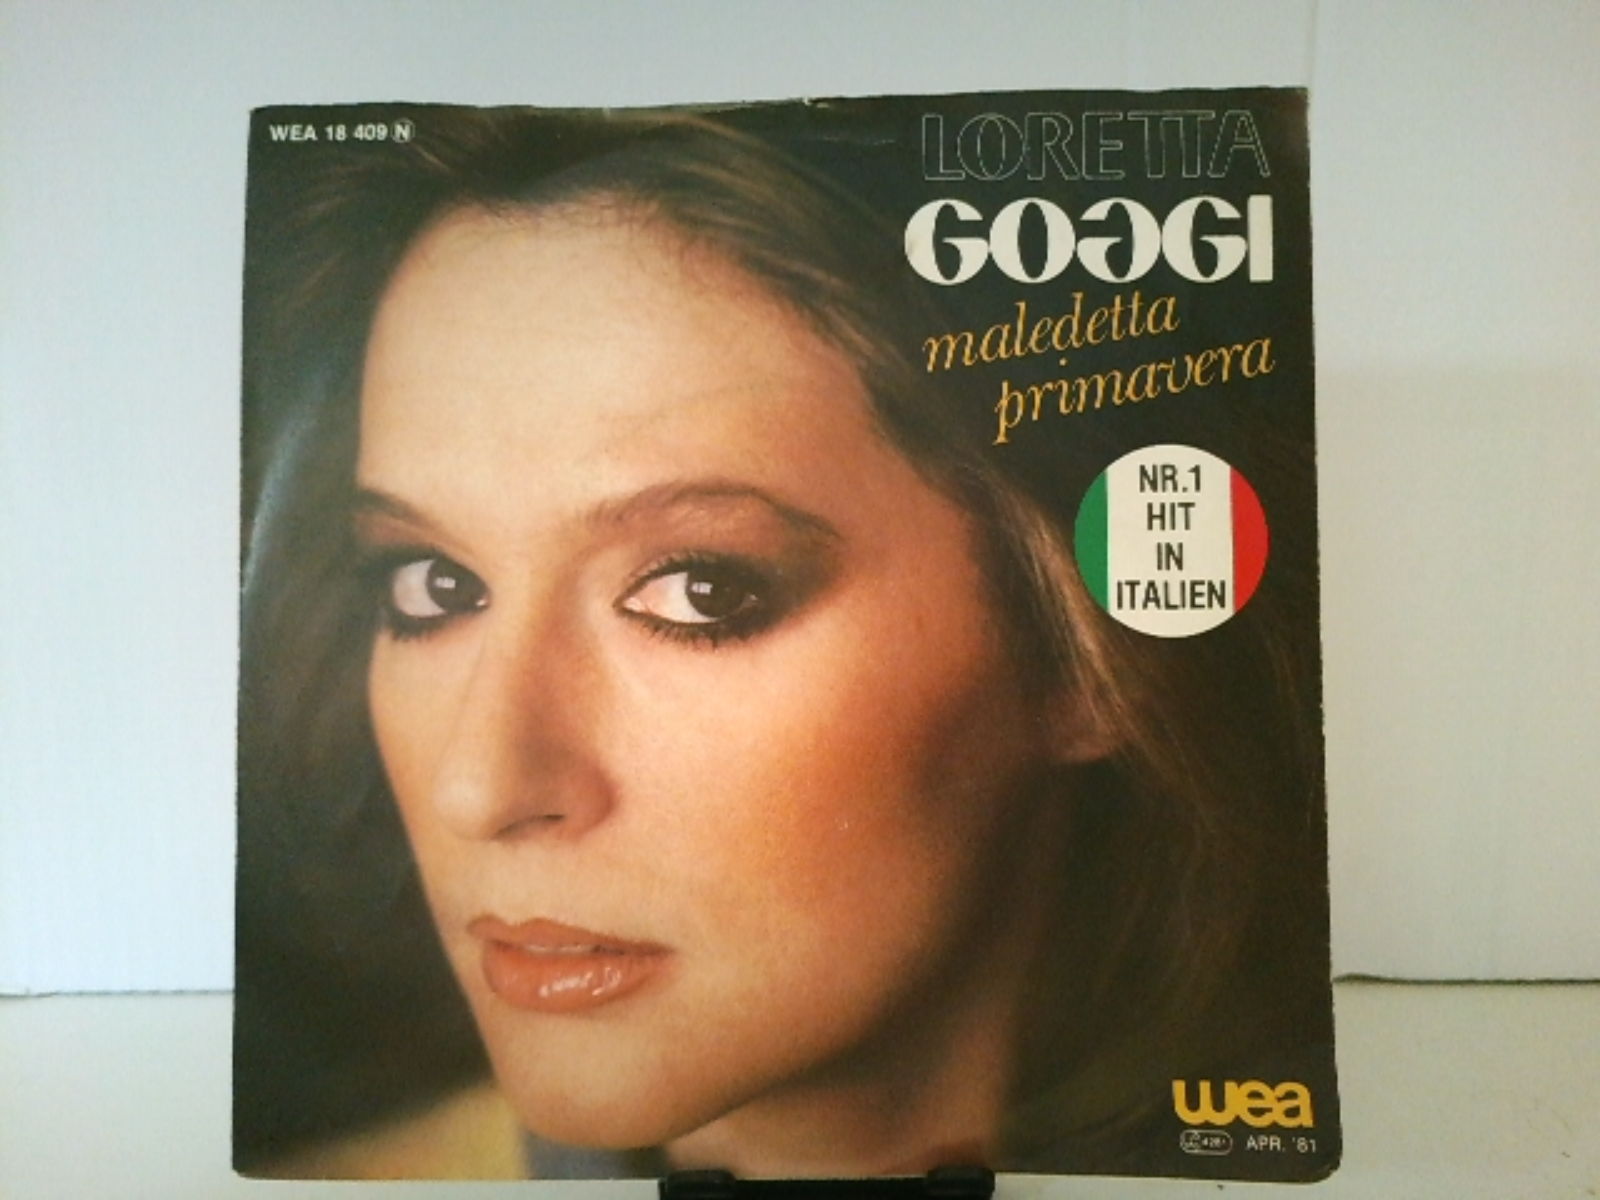 WEA 18 409 N
LORETTA
GOGGI
maledetta
primavera
NR.1
HIT
IN
ITALIEN
wea
APR. '81